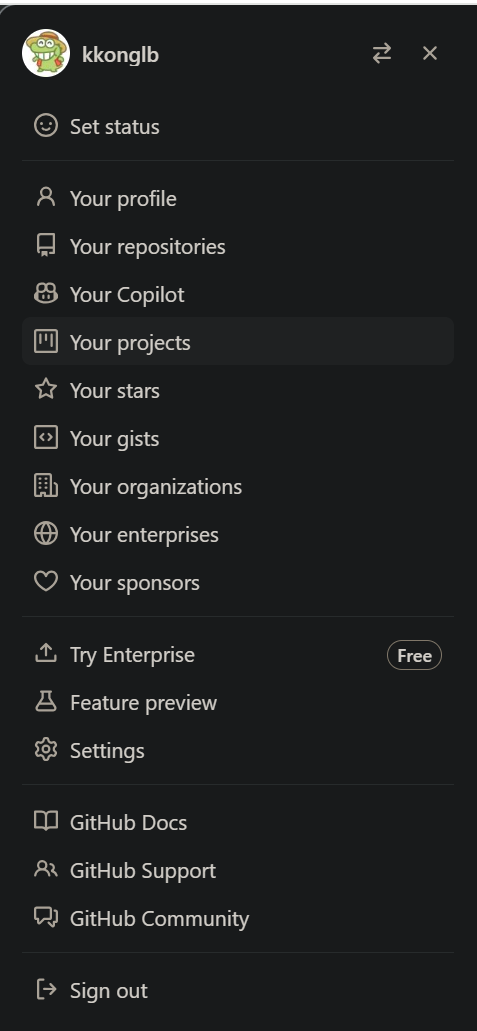 kkonglb
Set status
Your profile
Your repositories
Your Copilot
Your projects
Your stars
Your gists
Your organizations
Your enterprises
Your sponsors
Try Enterprise Free
Feature preview
Settings
GitHub Docs
GitHub Support
GitHub Community
Sign out